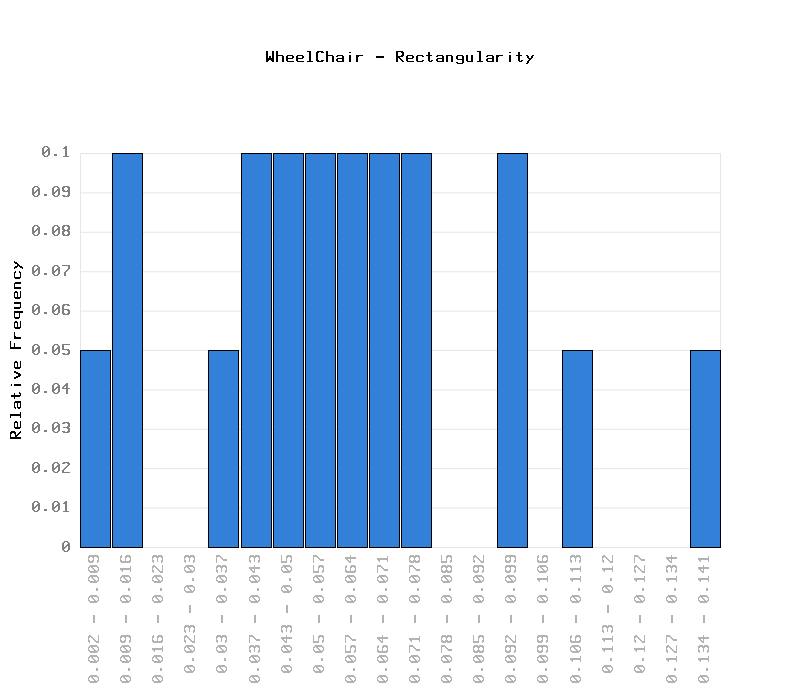 WheelChair - Rectangularity
Relative Frequency
0.1
0.09
0.08
0.07
0.06
0.05
0.04
0.03
0.02
0.01
0
0.002 - 0.009
0.009 - 0.016
0.016 - 0.023
0.023 - 0.03
0.03 - 0.037
0.037 - 0.043
0.043 - 0.05
0.05 - 0.057
0.057 - 0.064
0.064 - 0.071
0.071 - 0.078
0.078 - 0.085
0.085 - 0.092
0.092 - 0.099
0.099 - 0.106
0.106 - 0.113
0.113 - 0.12
0.12 - 0.127
0.127 - 0.134
0.134 - 0.141